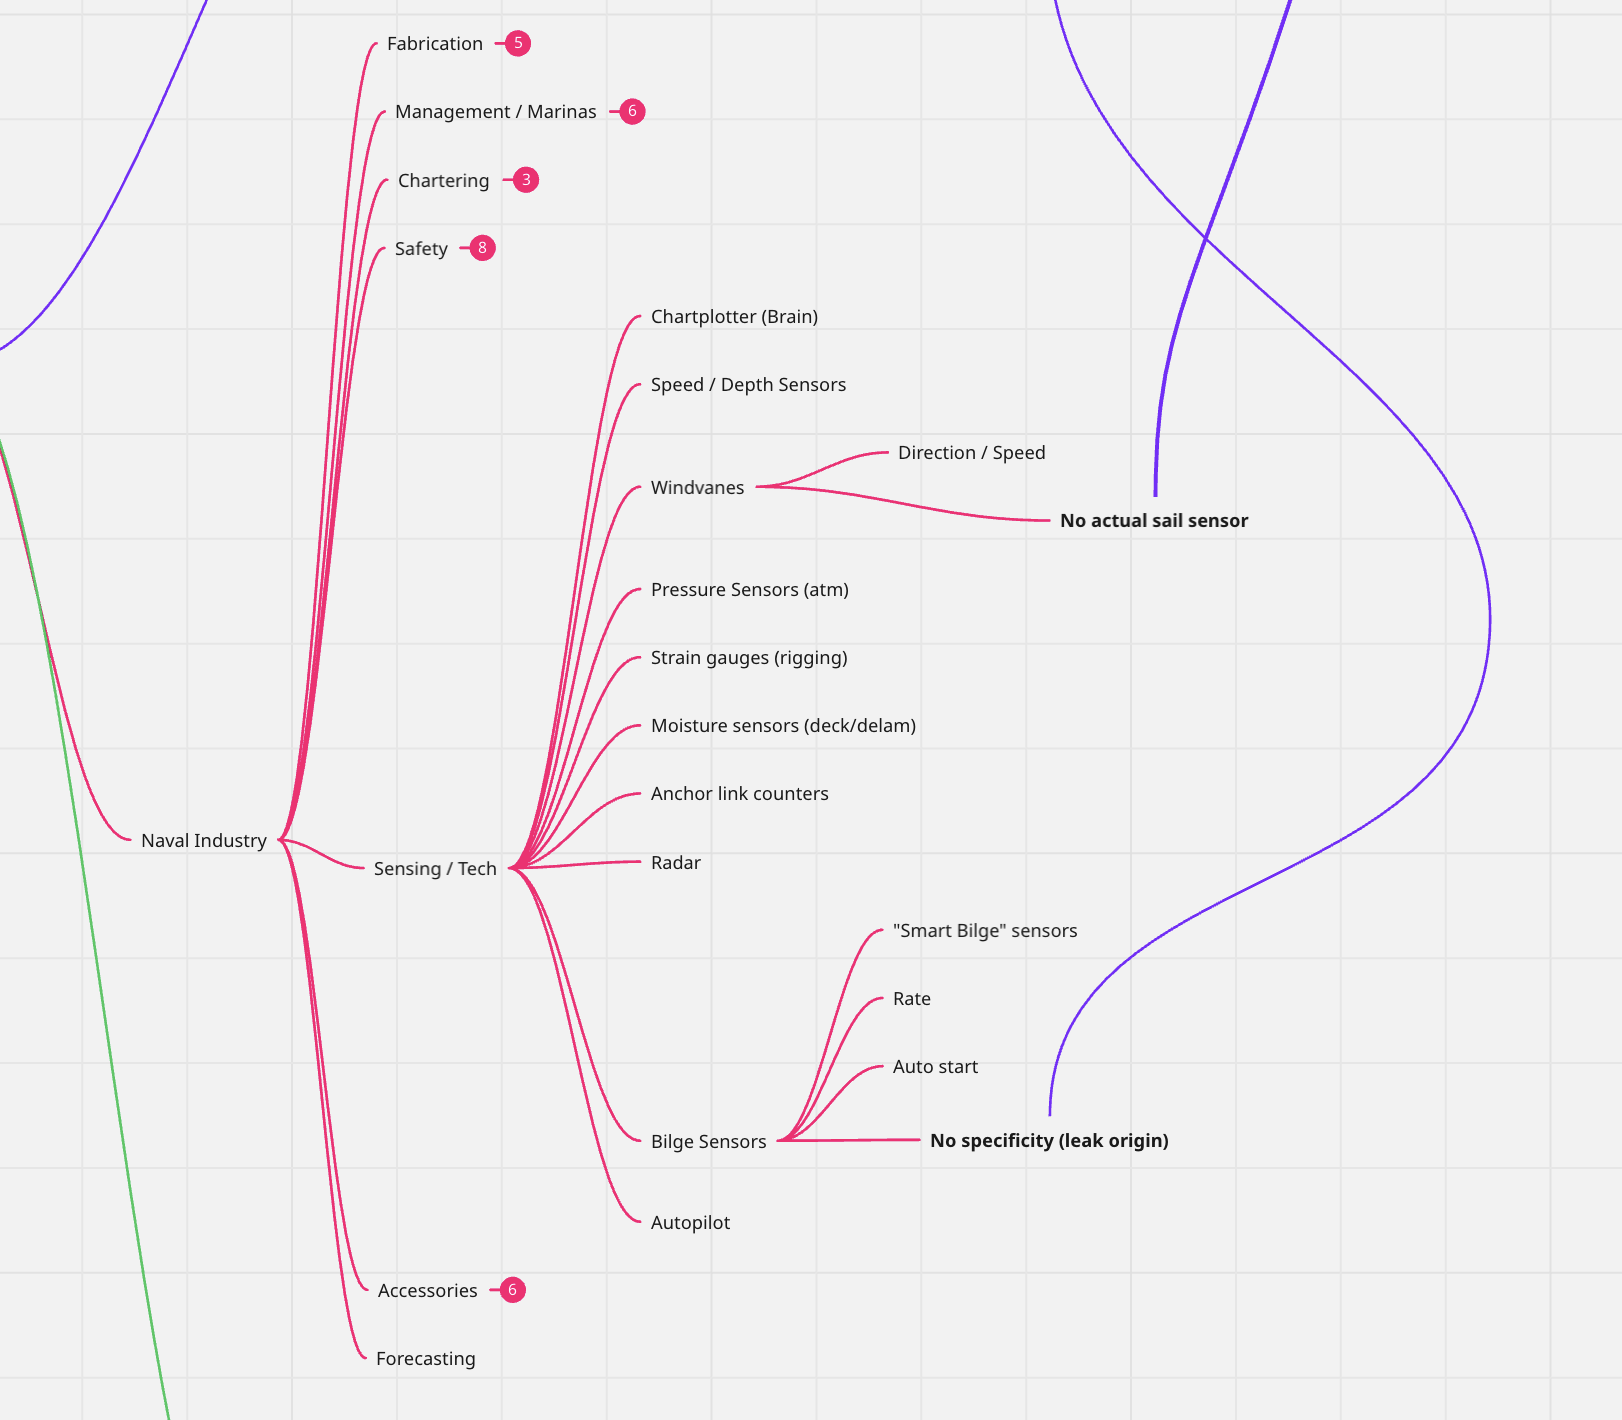 Fabrication 5
Management / Marinas 6
Chartering 3
Safety 8
Chartplotter (Brain)
Speed / Depth Sensors
Direction / Speed
Windvanes
No actual sail sensor
Pressure Sensors (atm)
Strain gauges (rigging)
Moisture sensors (deck/delam)
Anchor link counters
Naval Industry
Sensing / Tech
Radar
"Smart Bilge" sensors
Rate
Auto start
Bilge Sensors
No specificity (leak origin)
Autopilot
Accessories 6
Forecasting